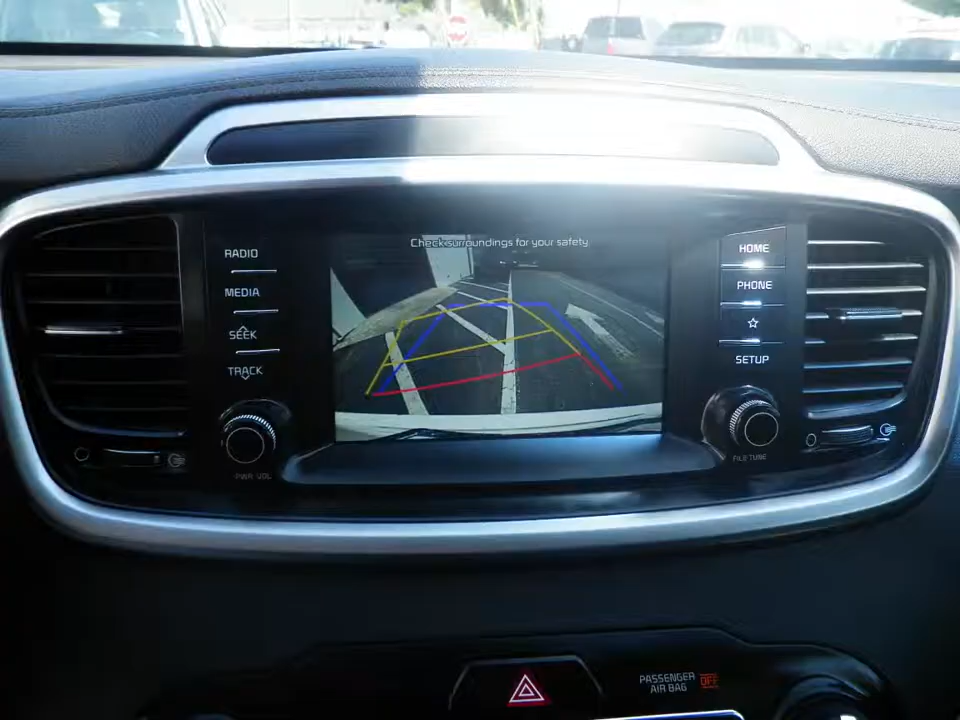 Check surroundings for your safety
RADIO
MEDIA
SEEK
TRACK
PWR VOL
HOME
PHONE
SETUP
FILE TUNE
PASSENGER
AIR BAG OFF